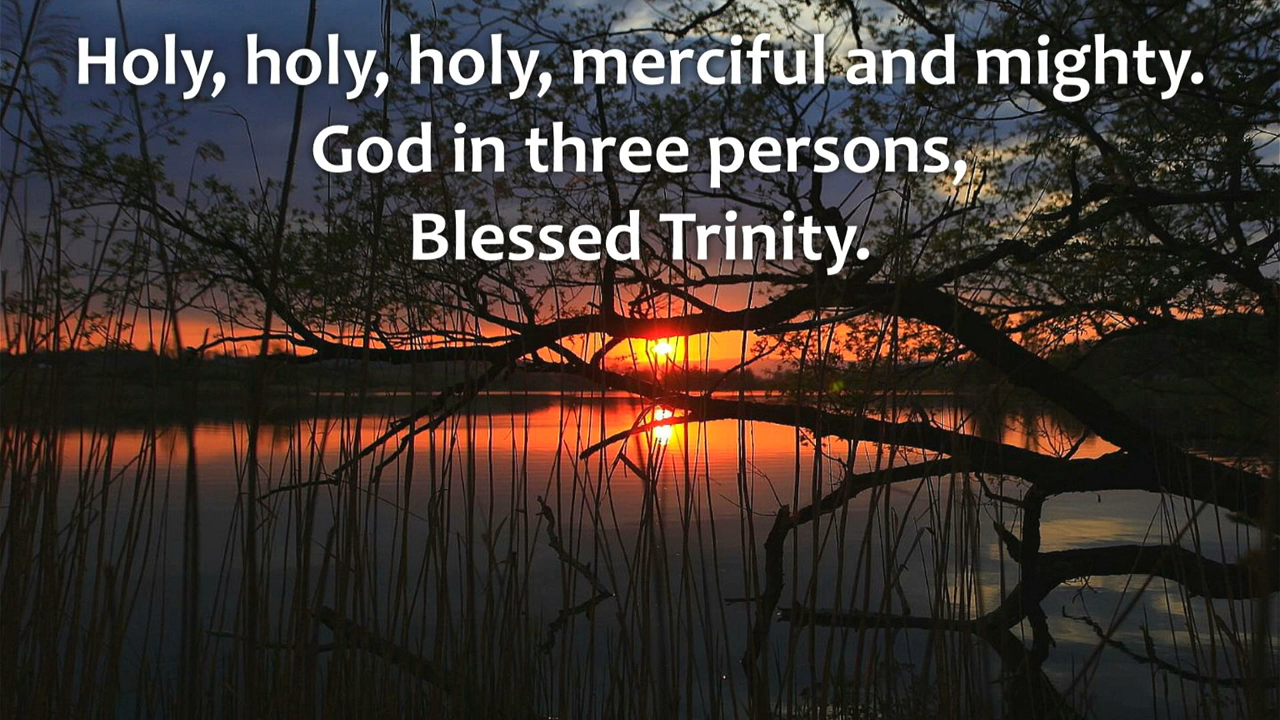 Holy, holy, holy, merciful and mighty.
God in three persons,
Blessed Trinity.